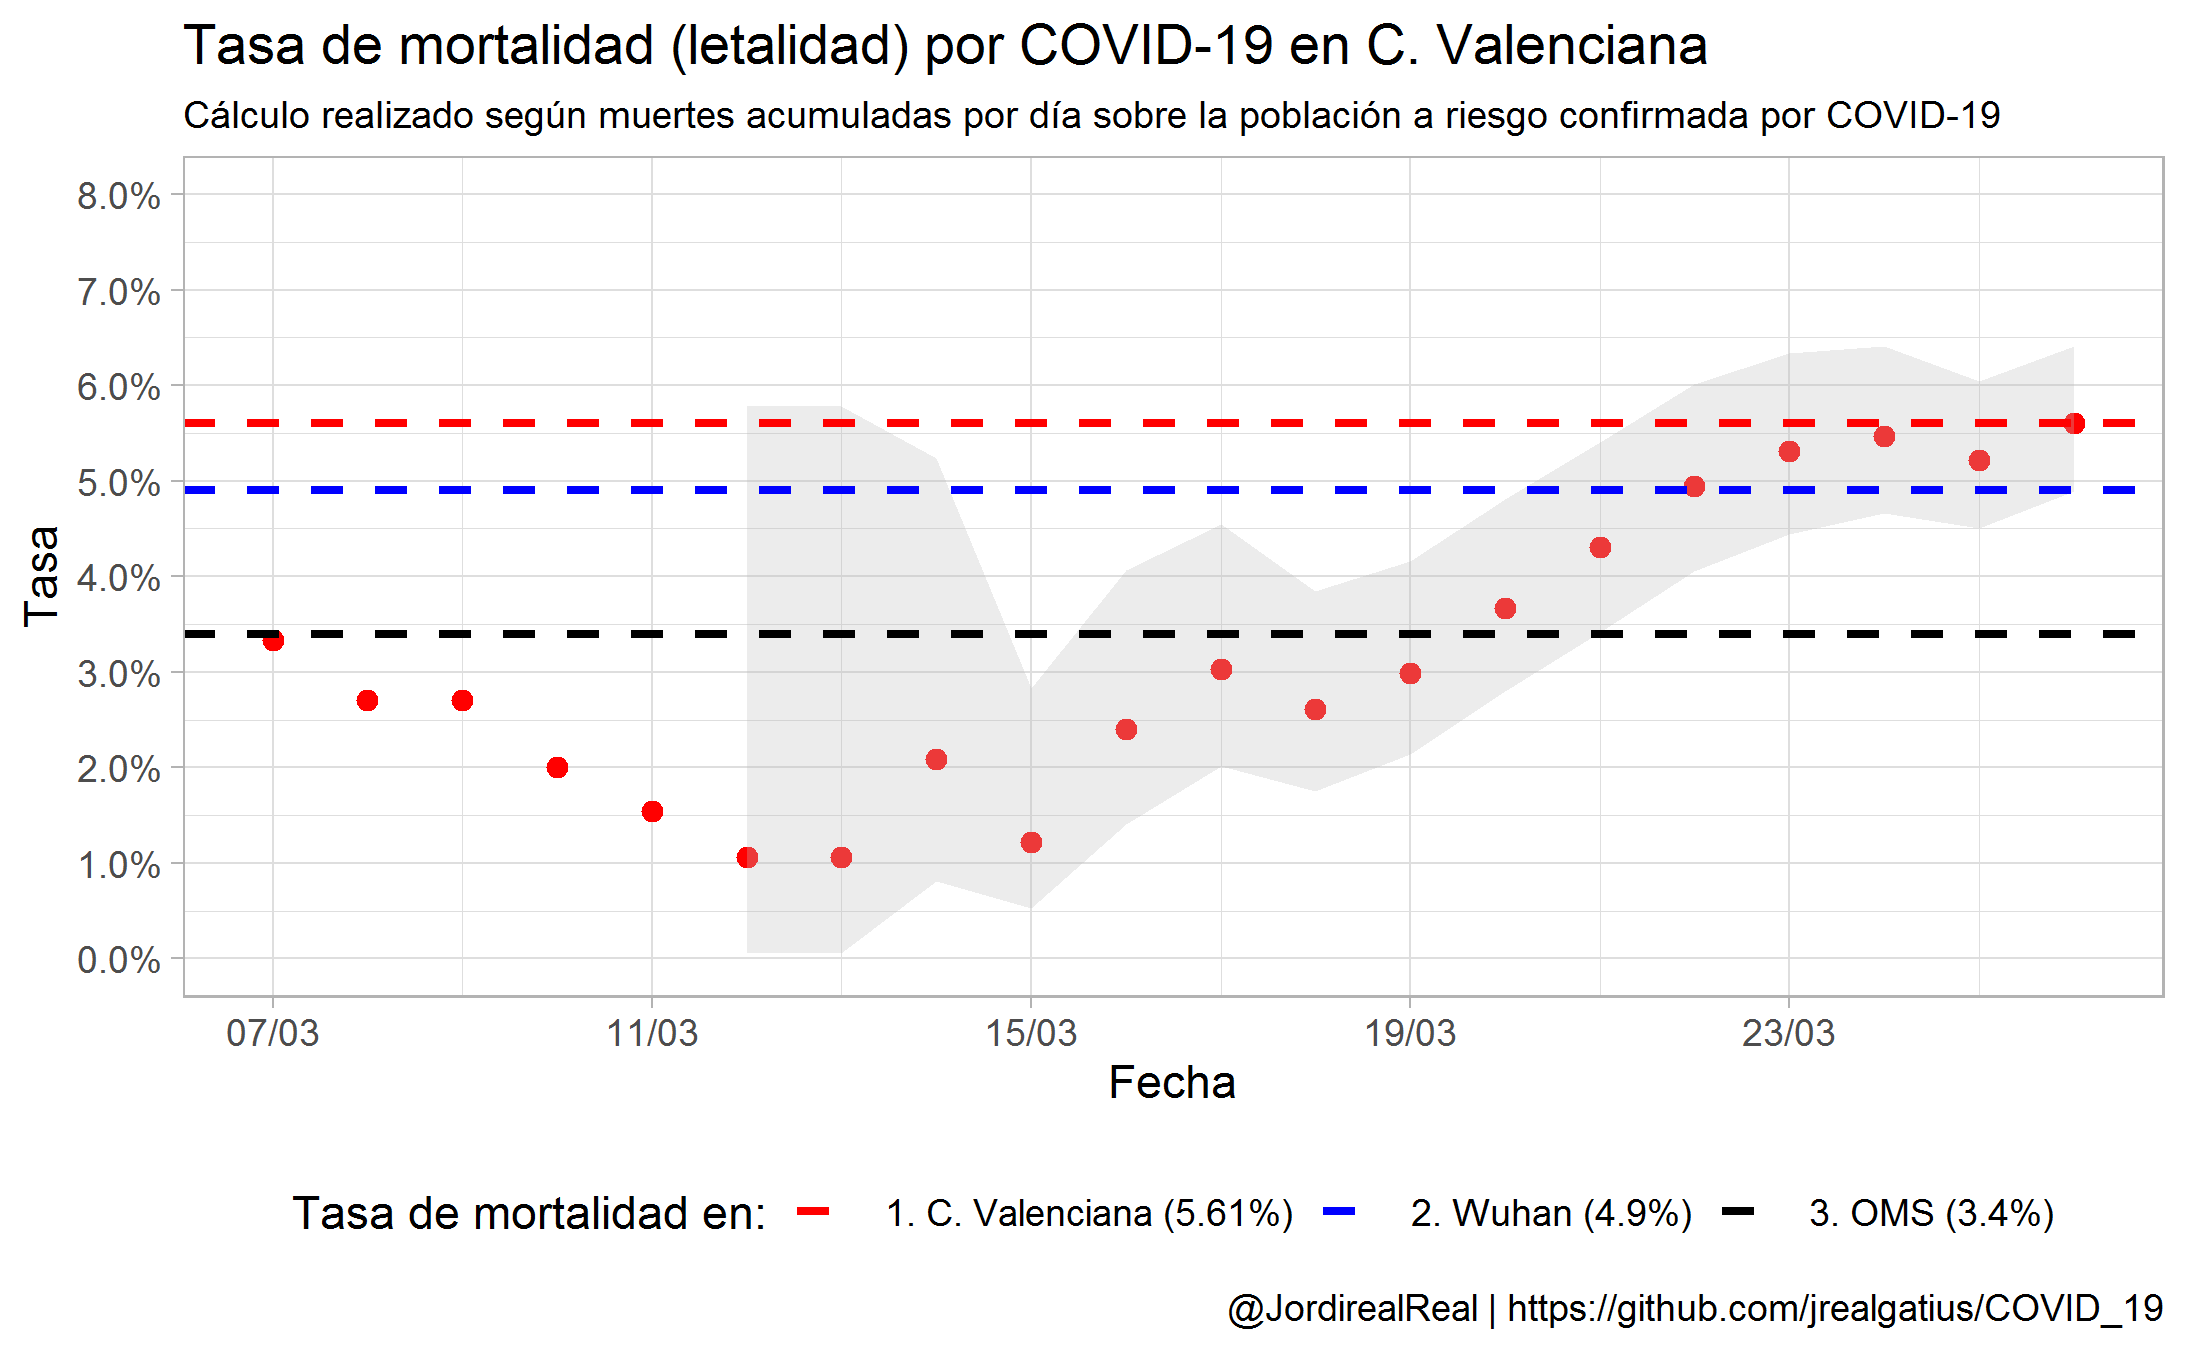 Tasa de mortalidad (letalidad) por COVID-19 en C. Valenciana
Cálculo realizado según muertes acumuladas por día sobre la población a riesgo confirmada por COVID-19
Tasa
8.0%
7.0%
6.0%
5.0%
4.0%
3.0%
2.0%
1.0%
0.0%
07/03 11/03 15/03 19/03 23/03
Fecha
Tasa de mortalidad en: 1. C. Valenciana (5.61%) 2. Wuhan (4.9%) 3. OMS (3.4%)
@JordirealReal | https://github.com/jrealgatius/COVID_19